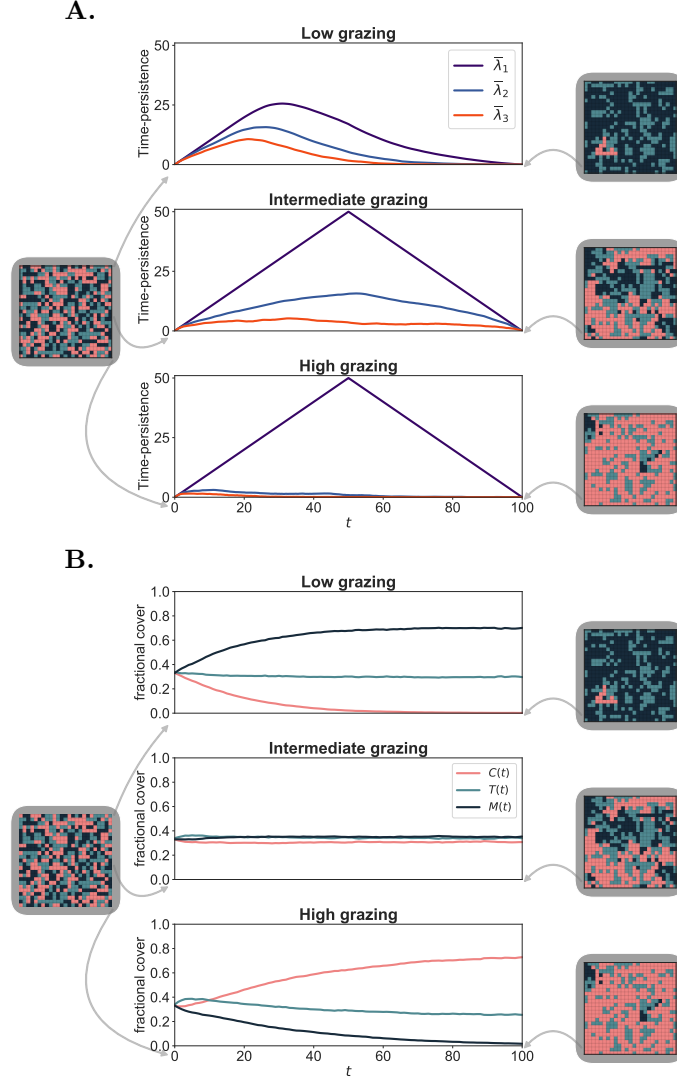 A.
Low grazing
Time-persistence
50
25
0
λ̅₁
λ̅₂
λ̅₃
Intermediate grazing
Time-persistence
50
25
0
High grazing
Time-persistence
50
25
0
0 20 40 60 80 100
t
B.
Low grazing
fractional cover
1.0
0.8
0.6
0.4
0.2
0.0
Intermediate grazing
fractional cover
1.0
0.8
0.6
0.4
0.2
0.0
C(t)
T(t)
M(t)
High grazing
fractional cover
1.0
0.8
0.6
0.4
0.2
0.0
0 20 40 60 80 100
t